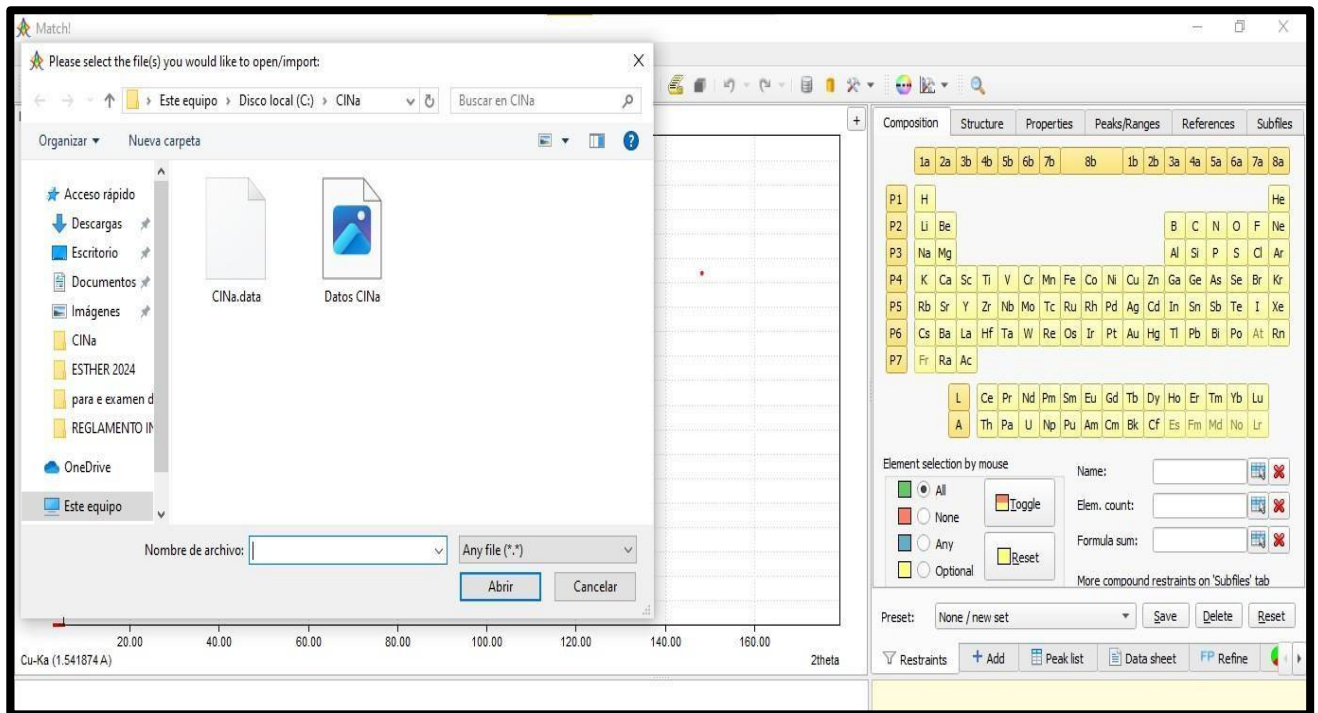 Match!
Please select the file(s) you would like to open/import:
Este equipo > Disco local (C:) > ClNa
Buscar en ClNa
Organizar
Nueva carpeta
Acceso rápido
Descargas
Escritorio
Documentos
Imágenes
ClNa
ESTHER 2024
para e examen d
REGLAMENTO IN
OneDrive
Este equipo
ClNa.data
Datos ClNa
Nombre de archivo:
Any file (*.*)
Abrir
Cancelar
20.00 40.00 60.00 80.00 100.00 120.00 140.00 160.00
Cu-Ka (1.541874 A)
2theta
Composition Structure Properties Peaks/Ranges References Subfiles
1a 2a 3b 4b 5b 6b 7b 8b 1b 2b 3a 4a 5a 6a 7a 8a
P1 H He
P2 Li Be B C N O F Ne
P3 Na Mg Al Si P S Cl Ar
P4 K Ca Sc Ti V Cr Mn Fe Co Ni Cu Zn Ga Ge As Se Br Kr
P5 Rb Sr Y Zr Nb Mo Tc Ru Rh Pd Ag Cd In Sn Sb Te I Xe
P6 Cs Ba La Hf Ta W Re Os Ir Pt Au Hg Tl Pb Bi Po At Rn
P7 Fr Ra Ac
L Ce Pr Nd Pm Sm Eu Gd Tb Dy Ho Er Tm Yb Lu
A Th Pa U Np Pu Am Cm Bk Cf Es Fm Md No Lr
Element selection by mouse
All
None
Any
Optional
Toggle
Reset
Name:
Elem. count:
Formula sum:
More compound restraints on 'Subfiles' tab
Preset: None / new set Save Delete Reset
Restraints + Add Peak list Data sheet FP Refine